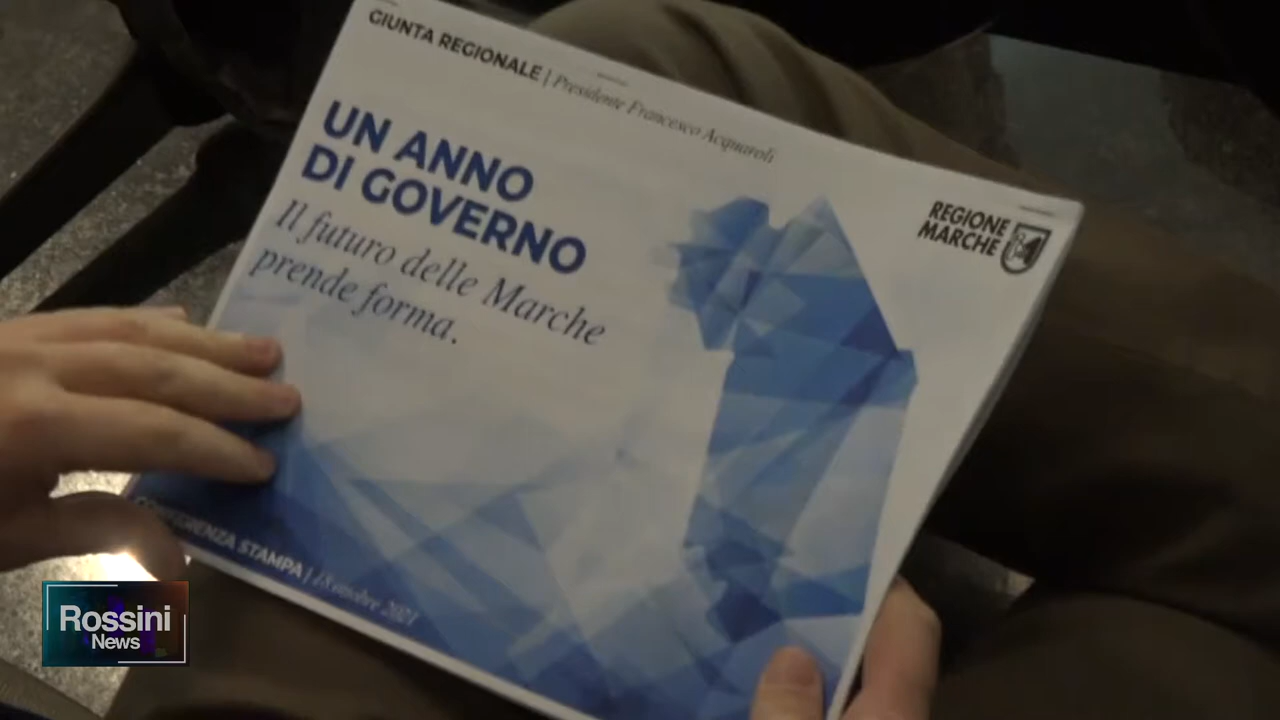 GIUNTA REGIONALE | Presidente Francesco Acquaroli
UN ANNO
DI GOVERNO
Il futuro delle Marche
prende forma.
REGIONE
MARCHE
CONFERENZA STAMPA | 18 ottobre 2021
Rossini
News